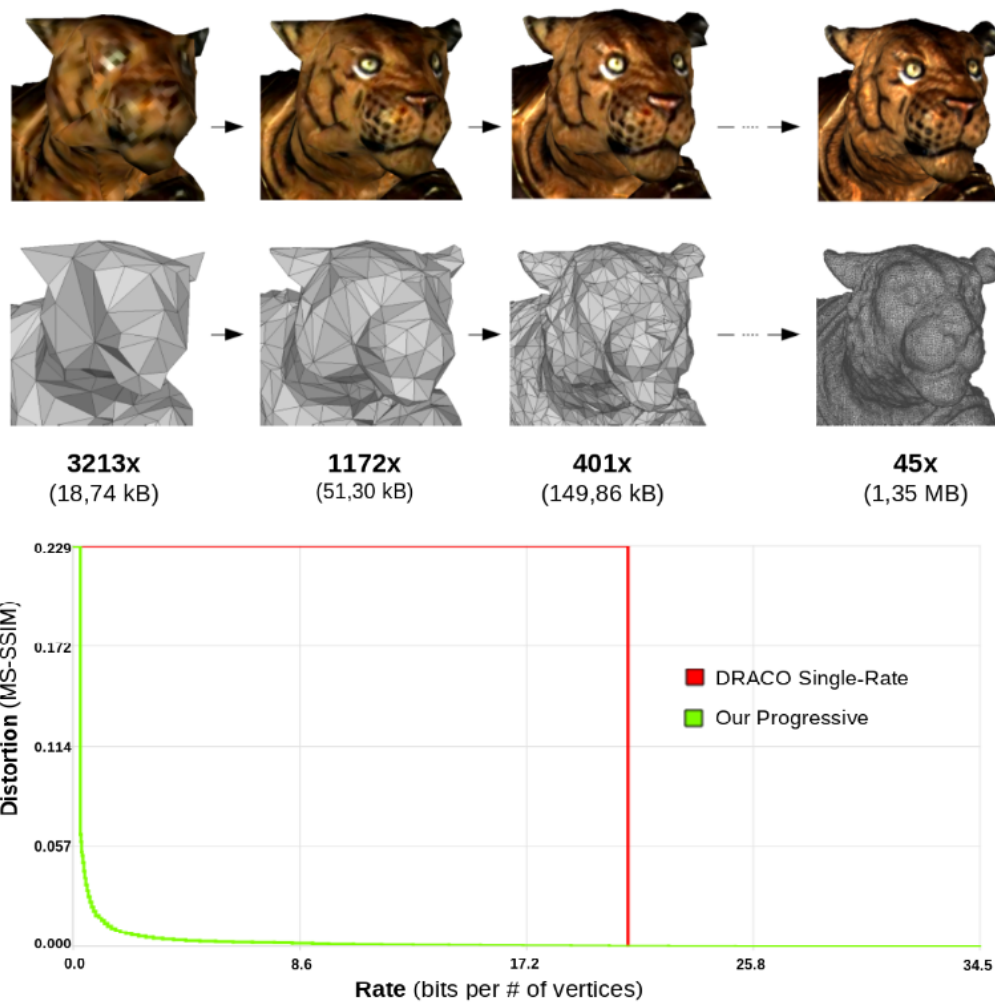 3213x
1172x
401x
45x
(18,74 kB)
(51,30 kB)
(149,86 kB)
(1,35 MB)
0.229
0.172
0.114
0.057
0.000
Distortion (MS-SSIM)
DRACO Single-Rate
Our Progressive
0.0
8.6
17.2
25.8
34.5
Rate (bits per # of vertices)